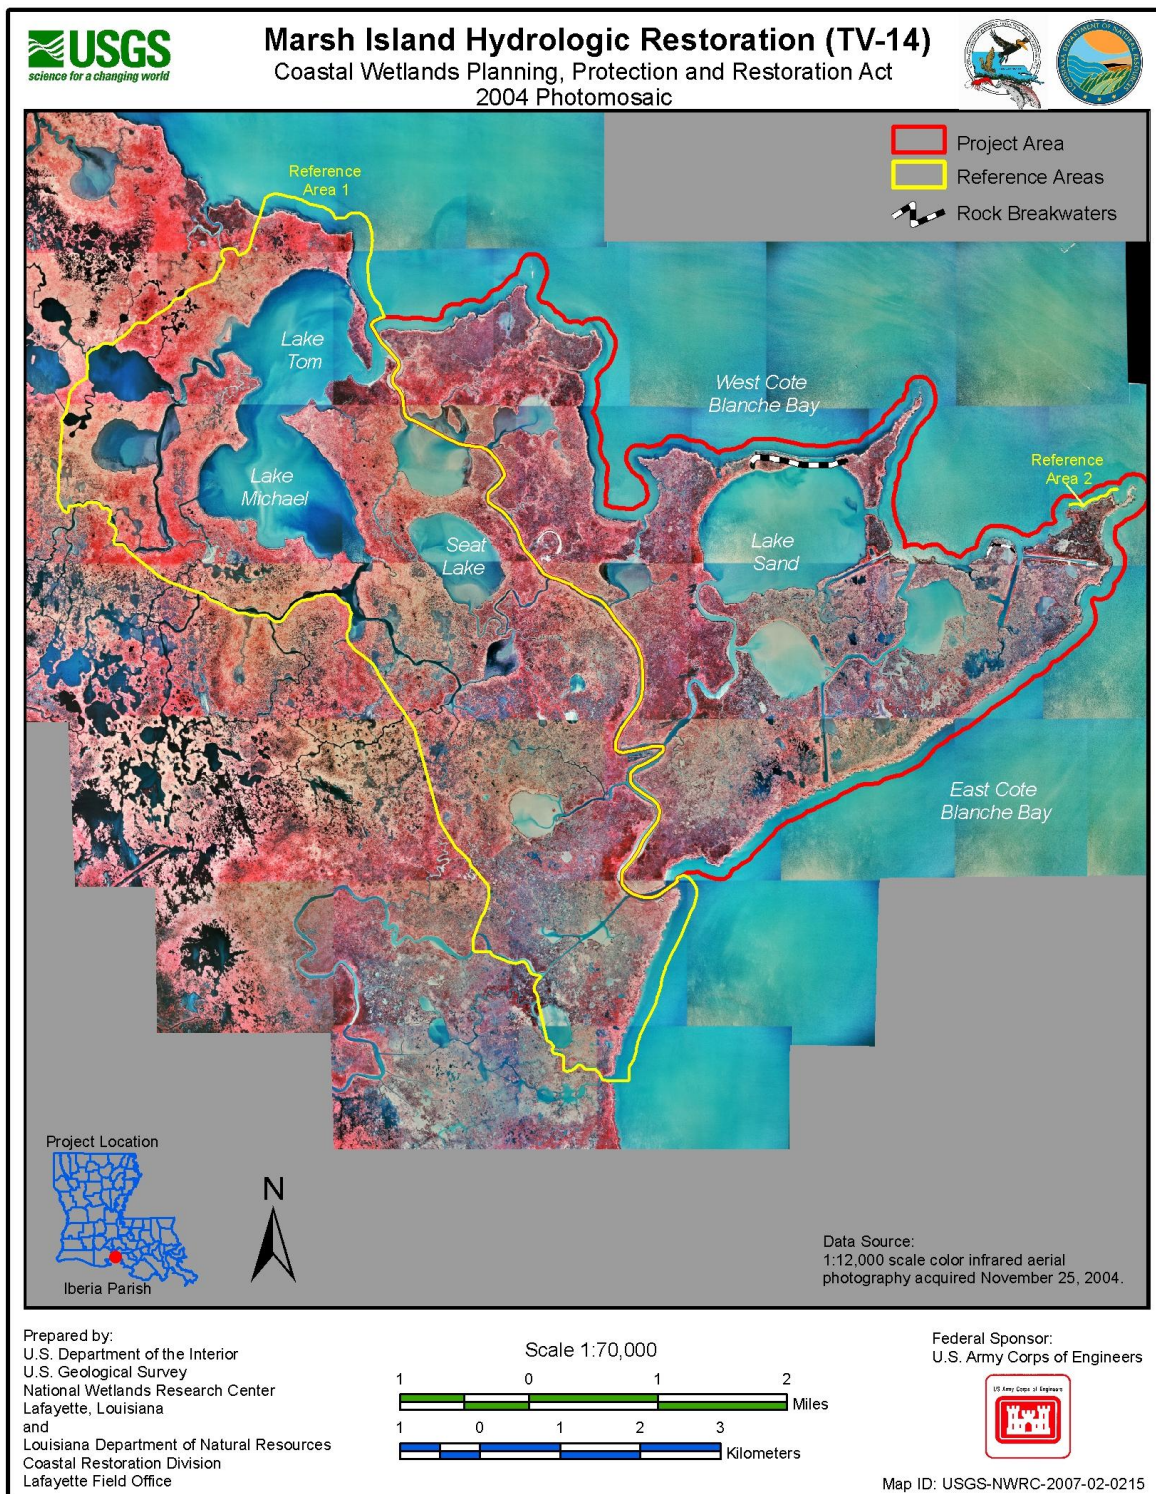 USGS
science for a changing world
Marsh Island Hydrologic Restoration (TV-14)
Coastal Wetlands Planning, Protection and Restoration Act
2004 Photomosaic
Project Area
Reference Areas
Rock Breakwaters
Reference
Area 1
Lake
Tom
West Cote
Blanche Bay
Reference
Area 2
Lake
Michael
Seat
Lake
Lake
Sand
East Cote
Blanche Bay
Project Location
Iberia Parish
N
Data Source:
1:12,000 scale color infrared aerial
photography acquired November 25, 2004.
Prepared by:
U.S. Department of the Interior
U.S. Geological Survey
National Wetlands Research Center
Lafayette, Louisiana
and
Louisiana Department of Natural Resources
Coastal Restoration Division
Lafayette Field Office
Scale 1:70,000
1 0 1 2
Miles
1 0 1 2 3
Kilometers
Federal Sponsor:
U.S. Army Corps of Engineers
US Army Corps of Engineers
Map ID: USGS-NWRC-2007-02-0215